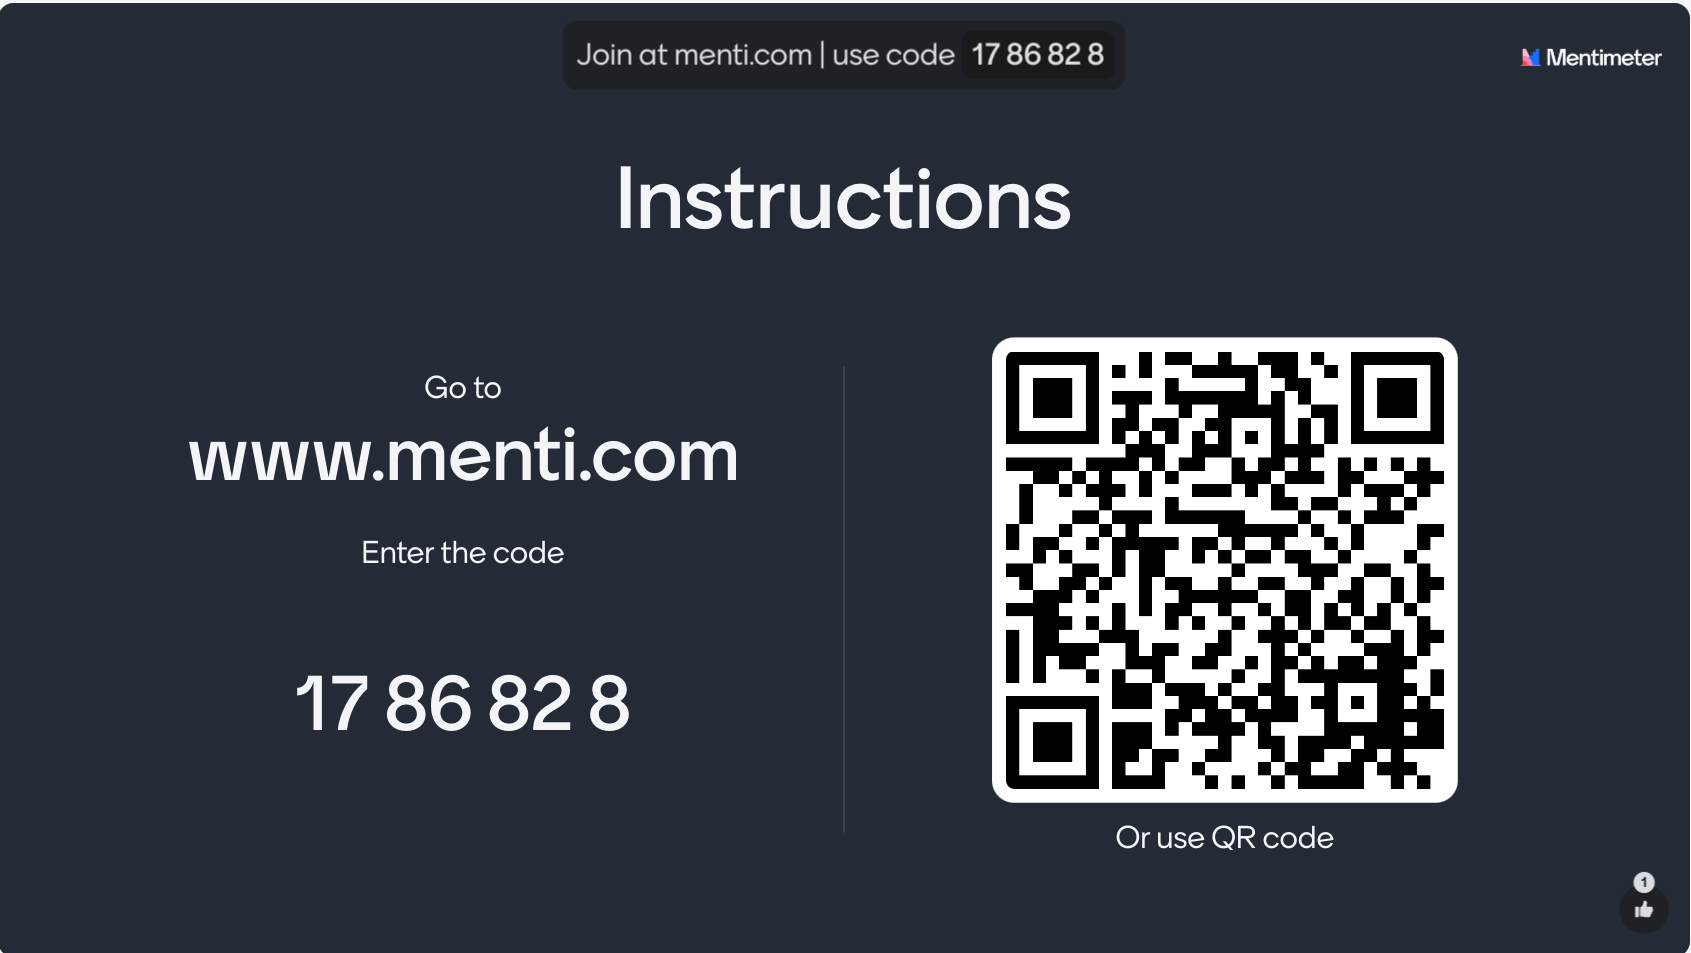 Join at menti.com | use code 17 86 82 8
Mentimeter
Instructions
Go to
www.menti.com
Enter the code
17 86 82 8
Or use QR code
1